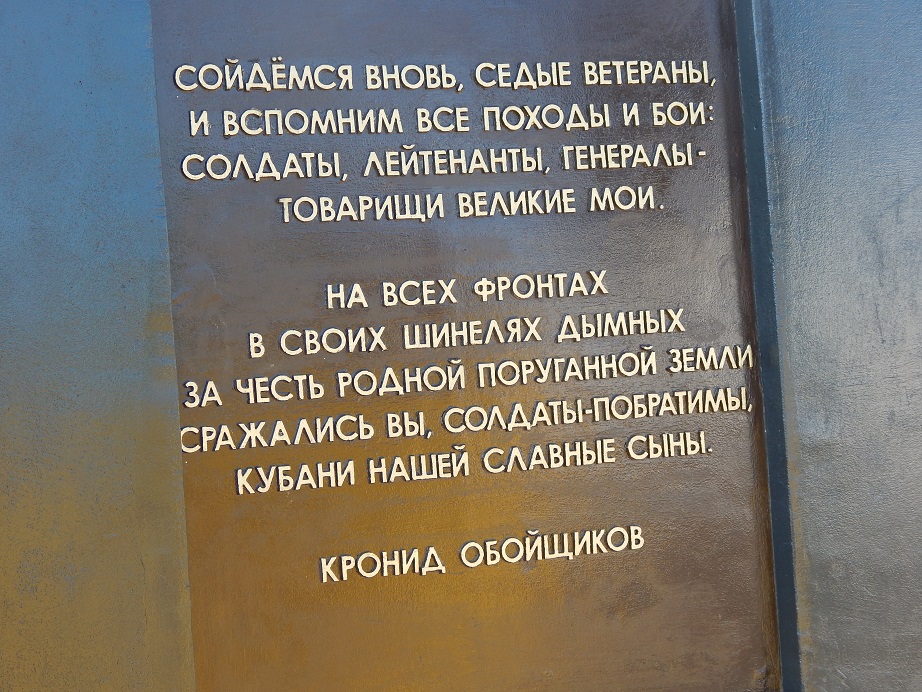 СОЙДЁМСЯ ВНОВЬ, СЕДЫЕ ВЕТЕРАНЫ,
И ВСПОМНИМ ВСЕ ПОХОДЫ И БОИ:
СОЛДАТЫ, ЛЕЙТЕНАНТЫ, ГЕНЕРАЛЫ-
ТОВАРИЩИ ВЕЛИКИЕ МОИ.
НА ВСЕХ ФРОНТАХ
В СВОИХ ШИНЕЛЯХ ДЫМНЫХ
ЗА ЧЕСТЬ РОДНОЙ ПОРУГАННОЙ ЗЕМЛИ
СРАЖАЛИСЬ ВЫ, СОЛДАТЫ-ПОБРАТИМЫ,
КУБАНИ НАШЕЙ СЛАВНЫЕ СЫНЫ.
КРОНИД ОБОЙЩИКОВ